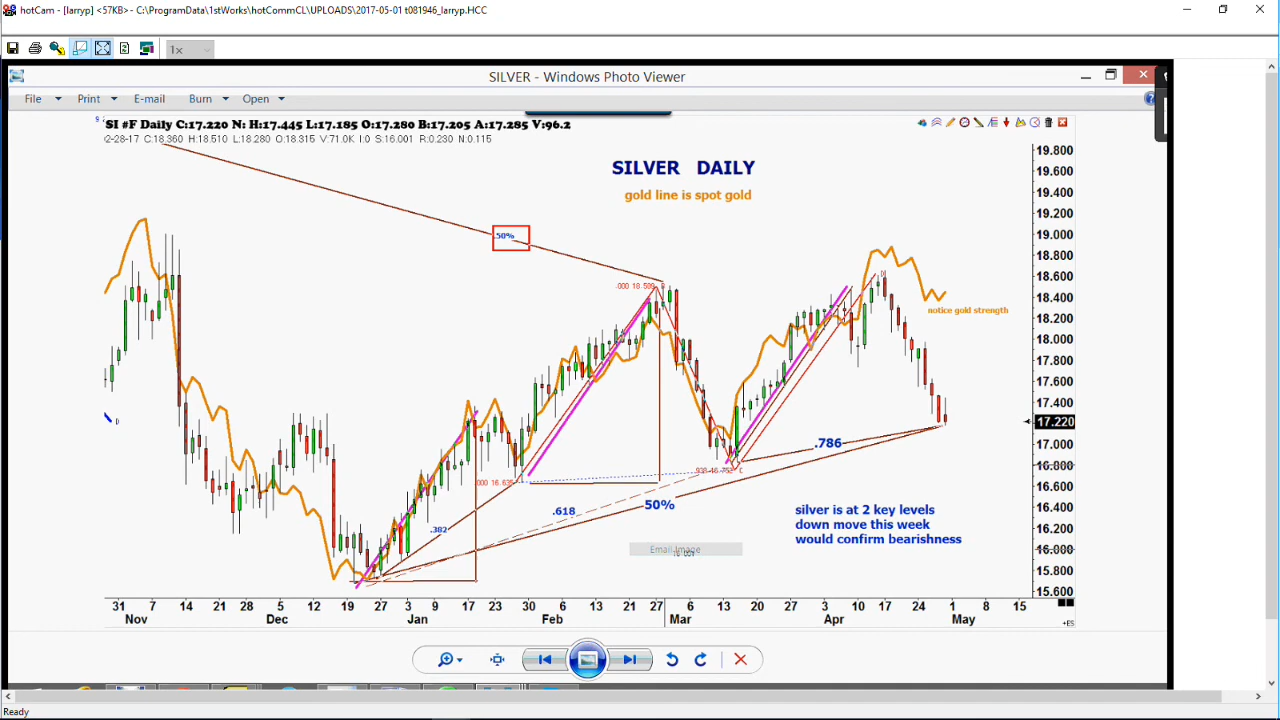 hotCam - [larryp] <57KB> - C:\ProgramData\1stWorks\hotCommCL\UPLOADS\2017-05-01 t081946_larryp.HCC
1x
SILVER - Windows Photo Viewer
File Print E-mail Burn Open
SI #F Daily C:17.220 N: H:17.445 L:17.185 O:17.280 B:17.205 A:17.285 V:96.2
2-28-17 C:18.360 H:18.510 L:18.280 O:18.315 V:71.0K I:0 S:16.001 R:0.230 N:0.115
SILVER DAILY
gold line is spot gold
19.800
19.600
19.400
19.200
19.000
18.800
18.600
18.400
18.200
18.000
17.800
17.600
17.400
17.220
17.000
16.800
16.600
16.400
16.200
16.000
15.800
15.600
.50%
D
notice gold strength
D
.786
50%
.618
.382
silver is at 2 key levels
down move this week
would confirm bearishness
Email Image
31 7 14 21 28 5 12 19 27 3 9 17 23 30 6 13 21 27 6 13 20 27 3 10 17 24 1 8 15
Nov Dec Jan Feb Mar Apr May
+ES
Ready